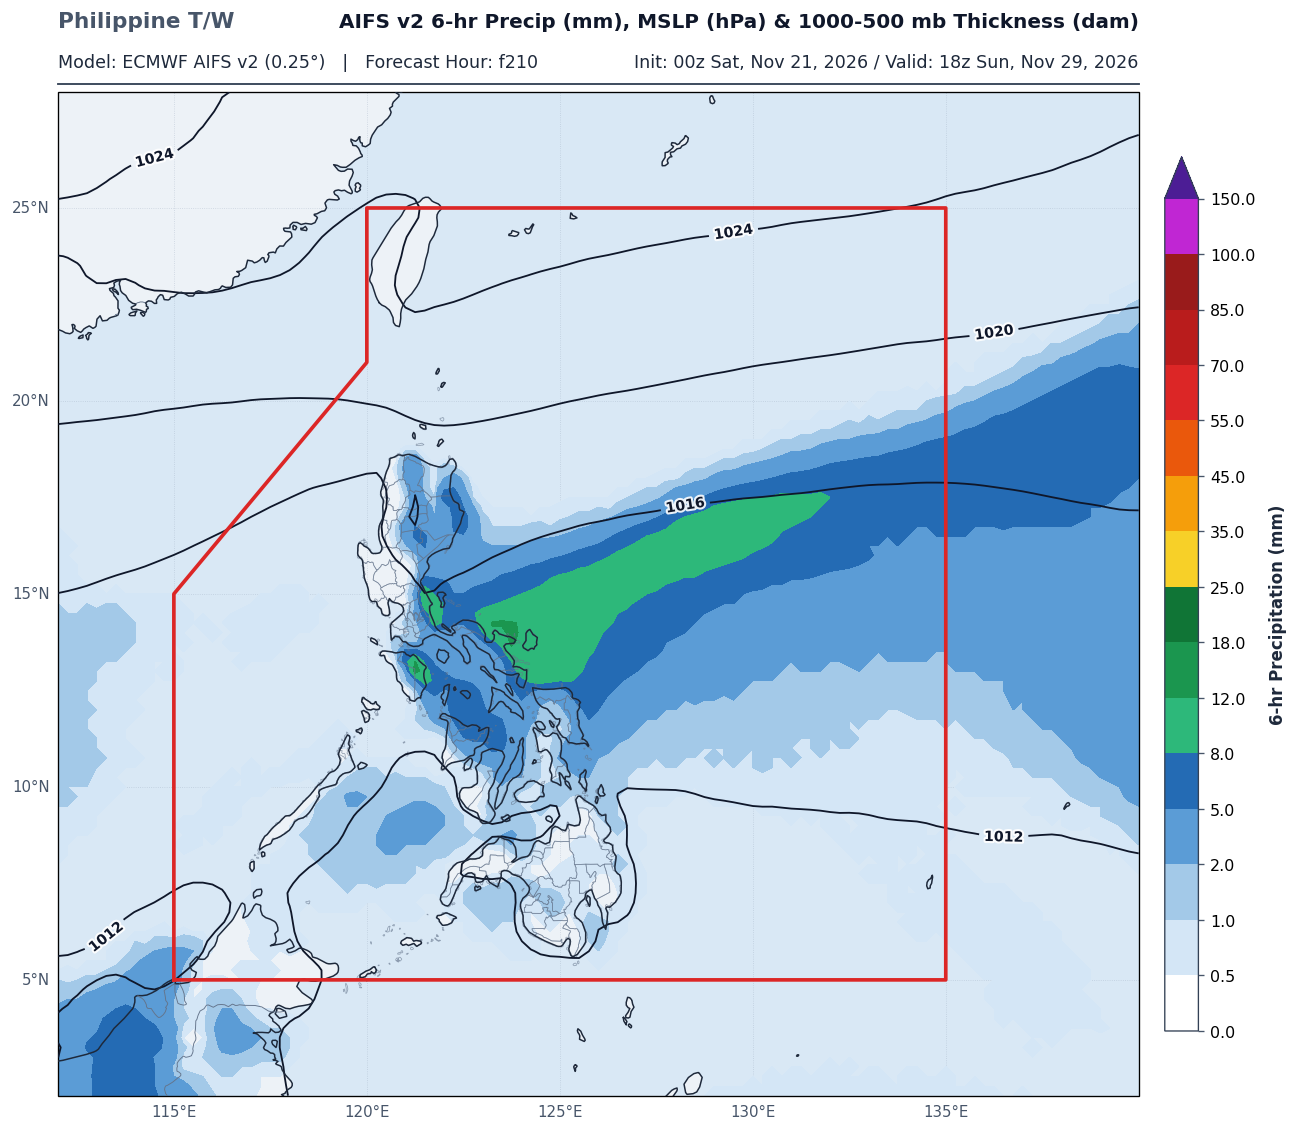 Philippine T/W
AIFS v2 6-hr Precip (mm), MSLP (hPa) & 1000-500 mb Thickness (dam)
Model: ECMWF AIFS v2 (0.25°)   |   Forecast Hour: f210
Init: 00z Sat, Nov 21, 2026 / Valid: 18z Sun, Nov 29, 2026
1024
1024
1020
1016
1012
1012
25°N
20°N
15°N
10°N
5°N
115°E
120°E
125°E
130°E
135°E
150.0
100.0
85.0
70.0
55.0
45.0
35.0
25.0
18.0
12.0
8.0
5.0
2.0
1.0
0.5
0.0
6-hr Precipitation (mm)